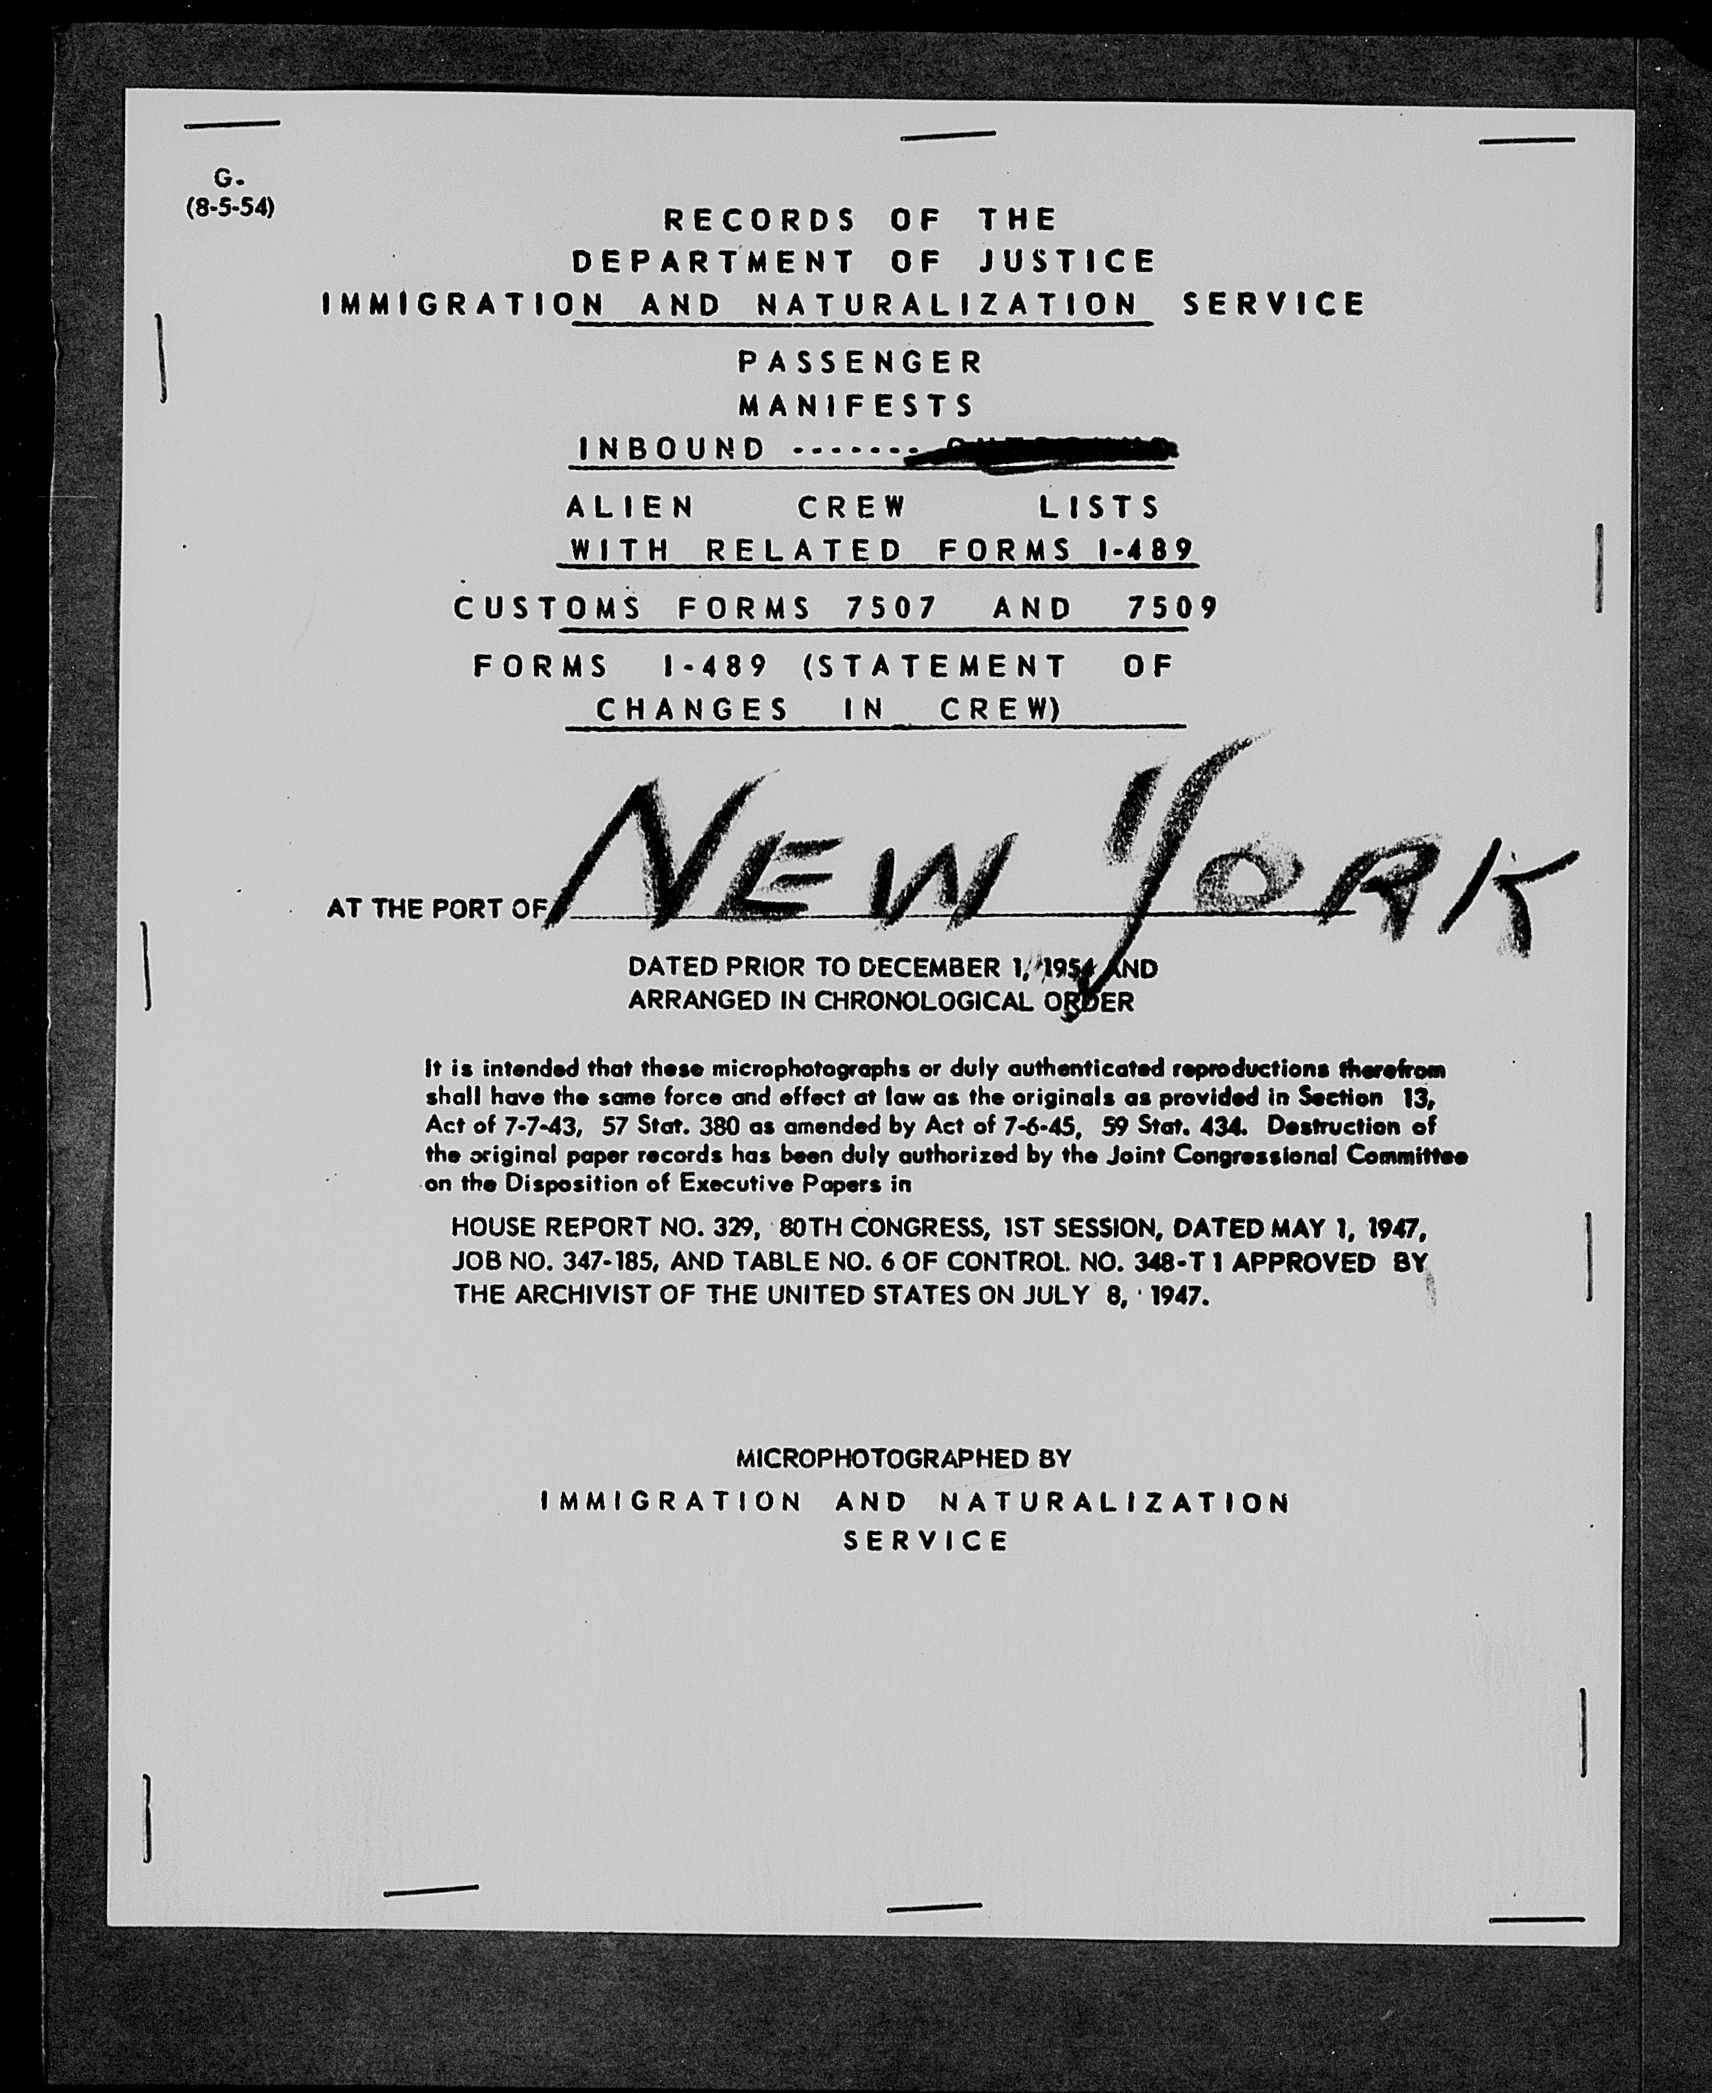 G.
(8-5-54)
RECORDS OF THE
DEPARTMENT OF JUSTICE
IMMIGRATION AND NATURALIZATION SERVICE
PASSENGER
MANIFESTS
INBOUND -------
ALIEN CREW LISTS
WITH RELATED FORMS I-489
CUSTOMS FORMS 7507 AND 7509
FORMS I-489 (STATEMENT OF
CHANGES IN CREW)
AT THE PORT OF NEW YORK
DATED PRIOR TO DECEMBER 1, 1954 AND
ARRANGED IN CHRONOLOGICAL ORDER
It is intended that these microphotographs or duly authenticated reproductions therefrom
shall have the same force and effect at law as the originals as provided in Section 13,
Act of 7-7-43, 57 Stat. 380 as amended by Act of 7-6-45, 59 Stat. 434. Destruction of
the original paper records has been duly authorized by the Joint Congressional Committee
on the Disposition of Executive Papers in
HOUSE REPORT NO. 329, 80TH CONGRESS, 1ST SESSION, DATED MAY 1, 1947,
JOB NO. 347-185, AND TABLE NO. 6 OF CONTROL NO. 348-T1 APPROVED BY
THE ARCHIVIST OF THE UNITED STATES ON JULY 8, 1947.
MICROPHOTOGRAPHED BY
IMMIGRATION AND NATURALIZATION
SERVICE